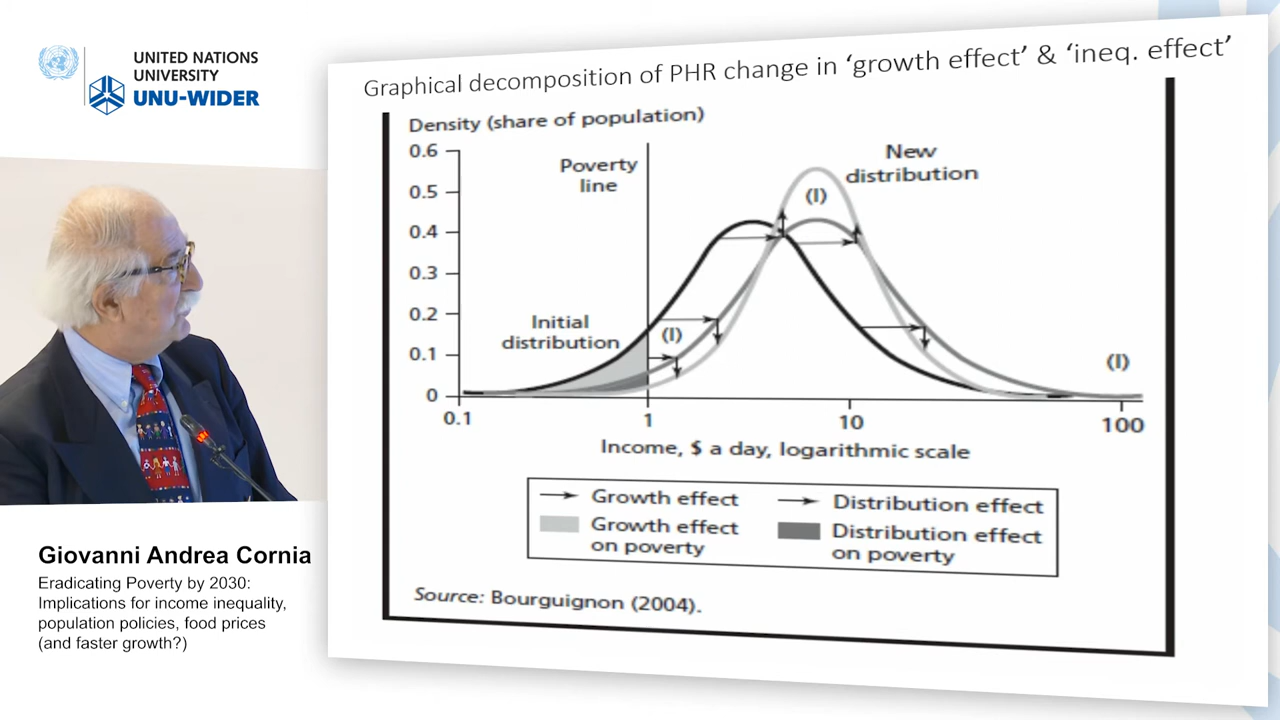 UNITED NATIONS
UNIVERSITY
UNU-WIDER
Graphical decomposition of PHR change in ‘growth effect’ & ‘ineq. effect’
Density (share of population)
0.6
0.5
0.4
0.3
0.2
0.1
0
Poverty
line
New
distribution
(I)
Initial
distribution
(I)
(I)
0.1
1
10
100
Income, $ a day, logarithmic scale
Growth effect
Distribution effect
Growth effect
on poverty
Distribution effect
on poverty
Source: Bourguignon (2004).
Giovanni Andrea Cornia
Eradicating Poverty by 2030:
Implications for income inequality,
population policies, food prices
(and faster growth?)